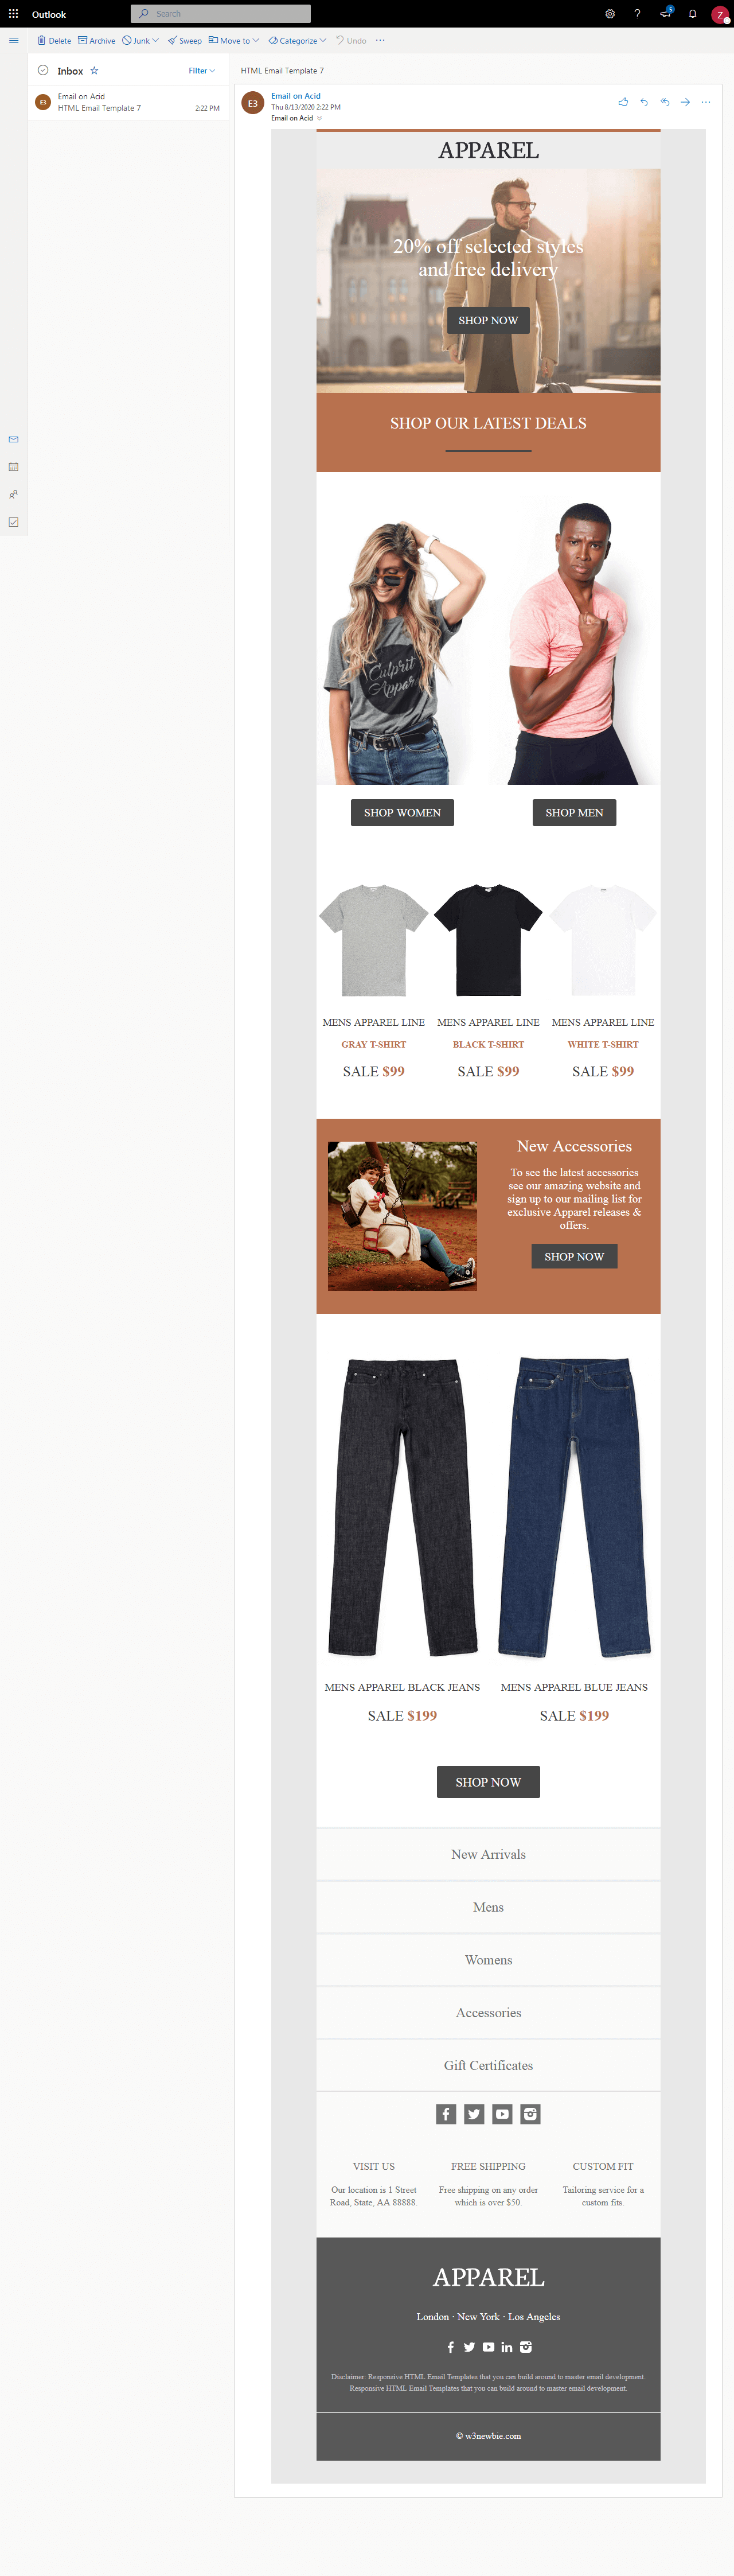 Outlook
Search
5
Z
Delete Archive Junk Sweep Move to Categorize Undo
Inbox
Filter
E3
Email on Acid
HTML Email Template 7
2:22 PM
HTML Email Template 7
E3
Email on Acid
Thu 8/13/2020 2:22 PM
Email on Acid
APPAREL
20% off selected styles
and free delivery
SHOP NOW
SHOP OUR LATEST DEALS
Culprit
Appar
SHOP WOMEN SHOP MEN
MENS APPAREL LINE MENS APPAREL LINE MENS APPAREL LINE
GRAY T-SHIRT BLACK T-SHIRT WHITE T-SHIRT
SALE $99 SALE $99 SALE $99
New Accessories
To see the latest accessories
see our amazing website and
sign up to our mailing list for
exclusive Apparel releases &
offers.
SHOP NOW
MENS APPAREL BLACK JEANS MENS APPAREL BLUE JEANS
SALE $199 SALE $199
SHOP NOW
New Arrivals
Mens
Womens
Accessories
Gift Certificates
VISIT US FREE SHIPPING CUSTOM FIT
Our location is 1 Street Free shipping on any order Tailoring service for a
Road, State, AA 88888. which is over $50. custom fits.
APPAREL
London · New York · Los Angeles
Disclaimer: Responsive HTML Email Templates that you can build around to master email development.
Responsive HTML Email Templates that you can build around to master email development.
© w3newbie.com